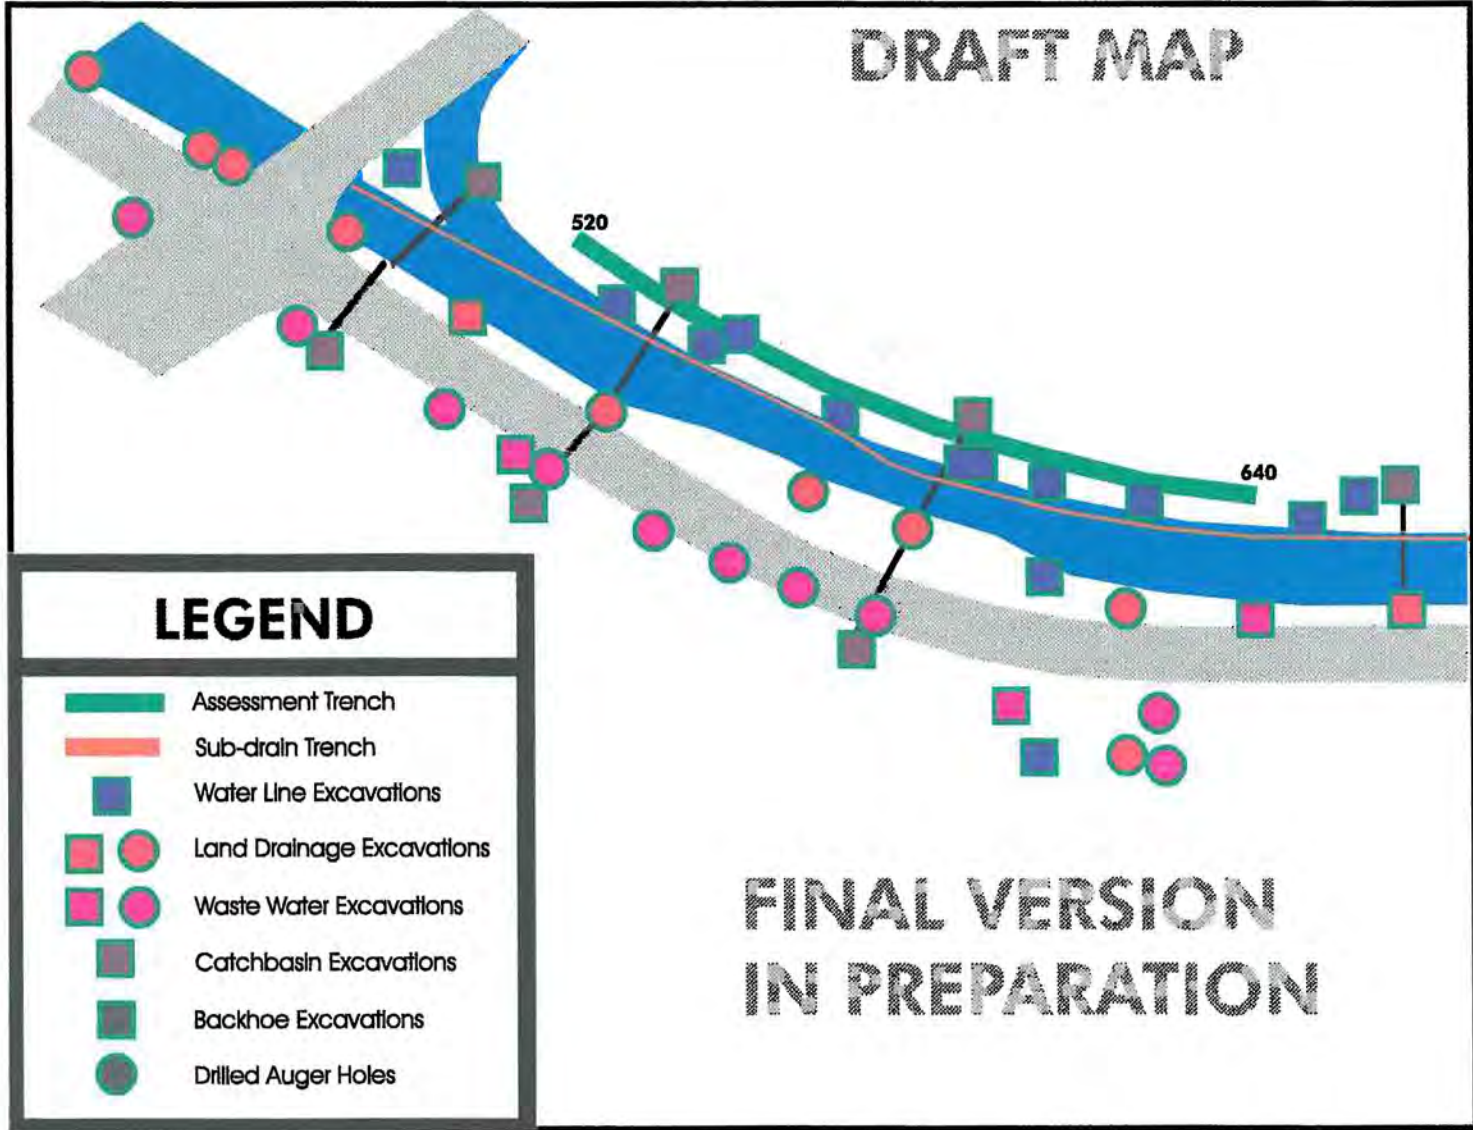 DRAFT MAP
520
640
LEGEND
Assessment Trench
Sub-drain Trench
Water Line Excavations
Land Drainage Excavations
Waste Water Excavations
Catchbasin Excavations
Backhoe Excavations
Drilled Auger Holes
FINAL VERSION
IN PREPARATION